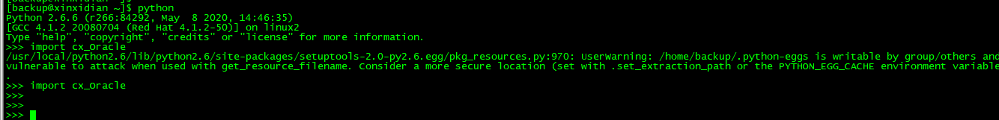 [backup@xinxidian ~]$ python
Python 2.6.6 (r266:84292, May  8 2020, 14:46:35)
[GCC 4.1.2 20080704 (Red Hat 4.1.2-50)] on linux2
Type "help", "copyright", "credits" or "license" for more information.
>>> import cx_Oracle
/usr/local/python2.6/lib/python2.6/site-packages/setuptools-2.0-py2.6.egg/pkg_resources.py:970: UserWarning: /home/backup/.python-eggs is writable by group/others and
vulnerable to attack when used with get_resource_filename. Consider a more secure location (set with .set_extraction_path or the PYTHON_EGG_CACHE environment variable
.
>>> import cx_Oracle
>>>
>>>
>>>